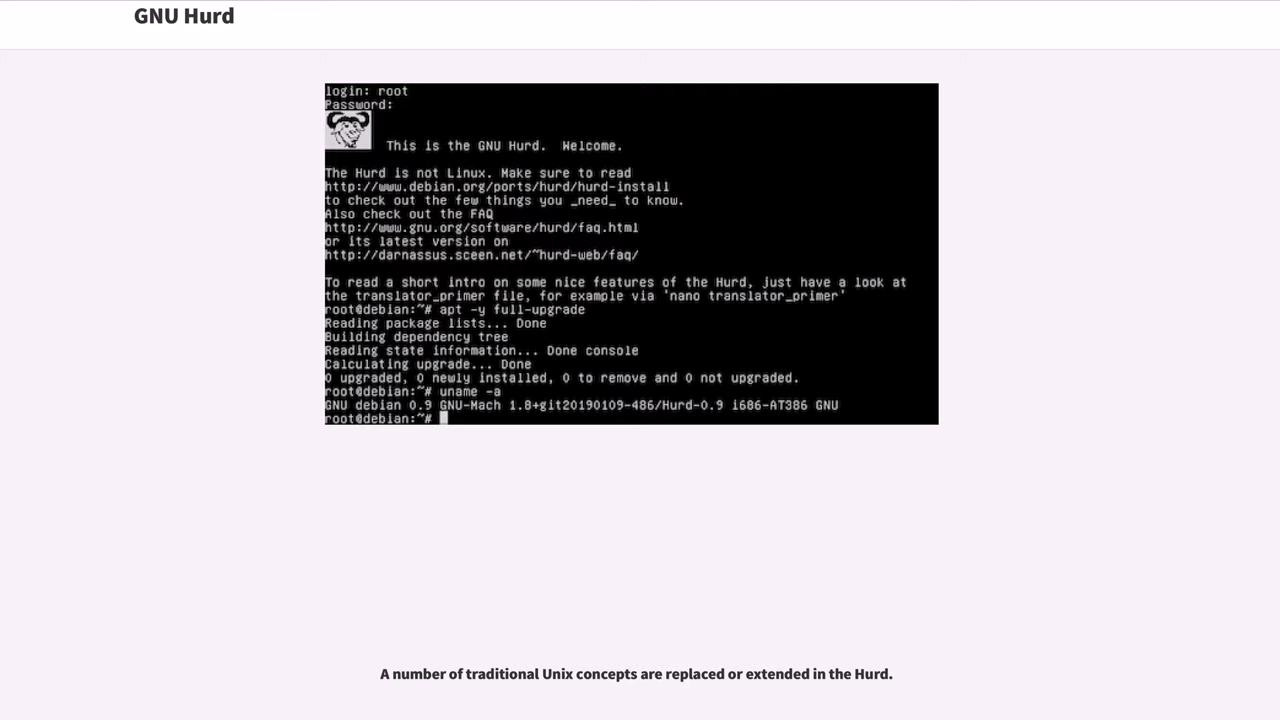 GNU Hurd
login: root
Password:
This is the GNU Hurd.  Welcome.
The Hurd is not Linux. Make sure to read
http://www.debian.org/ports/hurd/hurd-install
to check out the few things you _need_ to know.
Also check out the FAQ
http://www.gnu.org/software/hurd/faq.html
or its latest version on
http://darnassus.sceen.net/~hurd-web/faq/
To read a short intro on some nice features of the Hurd, just have a look at
the translator_primer file, for example via 'nano translator_primer'
root@debian:~# apt -y full-upgrade
Reading package lists... Done
Building dependency tree
Reading state information... Done console
Calculating upgrade... Done
0 upgraded, 0 newly installed, 0 to remove and 0 not upgraded.
root@debian:~# uname -a
GNU debian 0.9 GNU-Mach 1.8+git20190109-486/Hurd-0.9 i686-AT386 GNU
root@debian:~#
A number of traditional Unix concepts are replaced or extended in the Hurd.